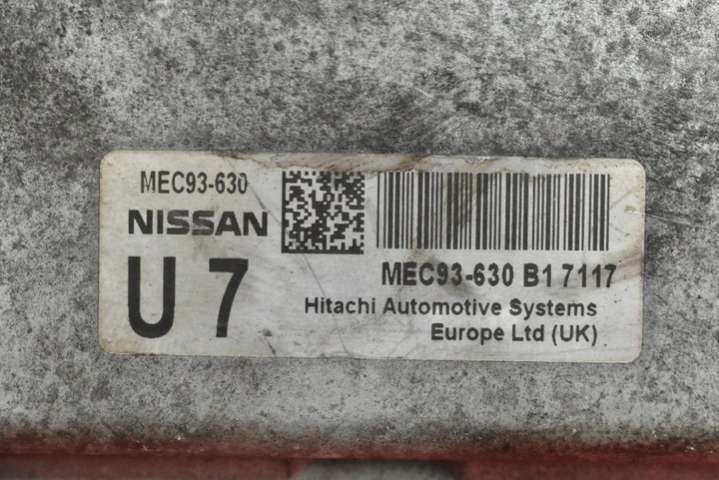 MEC93-630
NISSAN
U 7
MEC93-630 B1 7117
Hitachi Automotive Systems
Europe Ltd (UK)